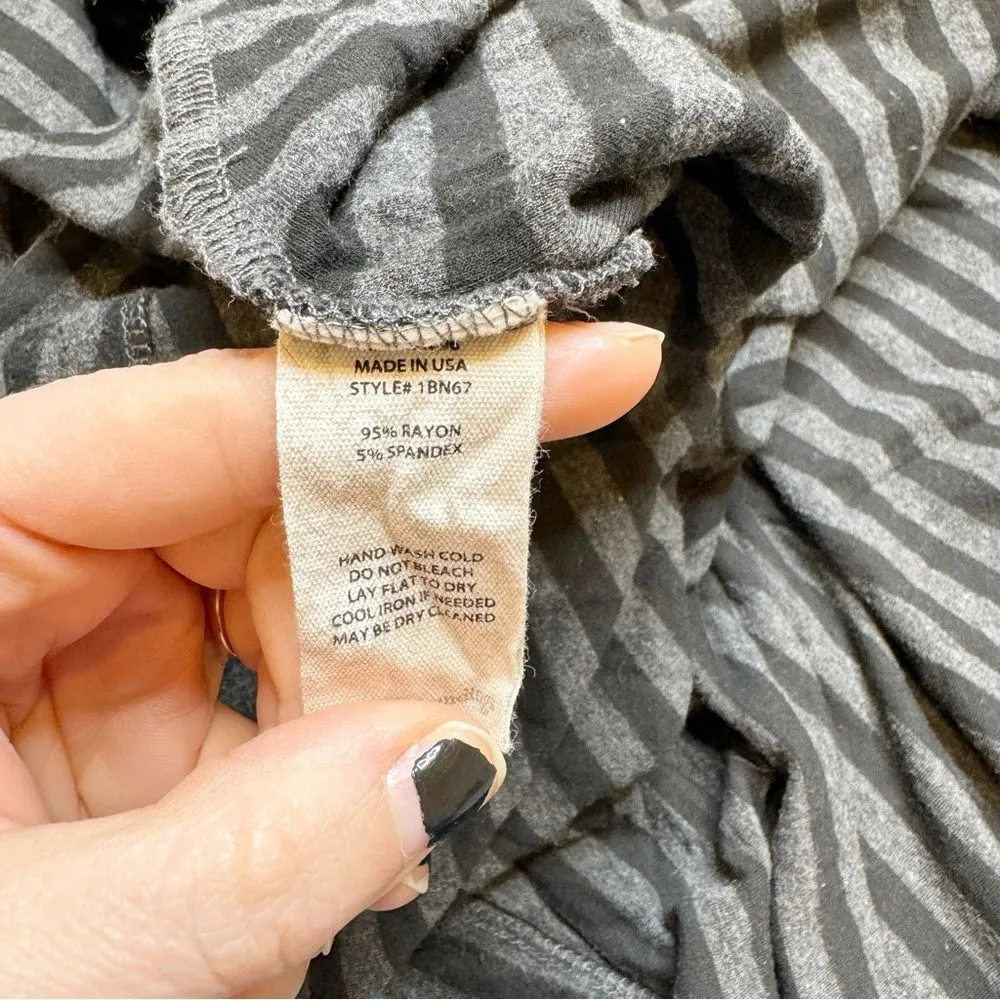 MADE IN USA
STYLE# 1BN67
95% RAYON
5% SPANDEX
HAND WASH COLD
DO NOT BLEACH
LAY FLAT TO DRY
COOL IRON IF NEEDED
MAY BE DRY CLEANED